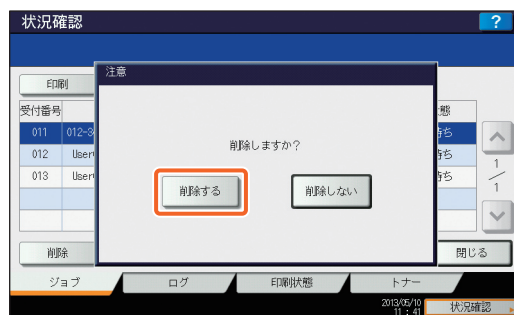 状況確認
?
注意
印刷
受付番号
態
011 012-3
待ち
012 User
待ち
013 User
待ち
削除しますか?
削除する
削除しない
1
1
削除
閉じる
ジョブ
ログ
印刷状態
トナー
2013/05/10
11 : 41
状況確認